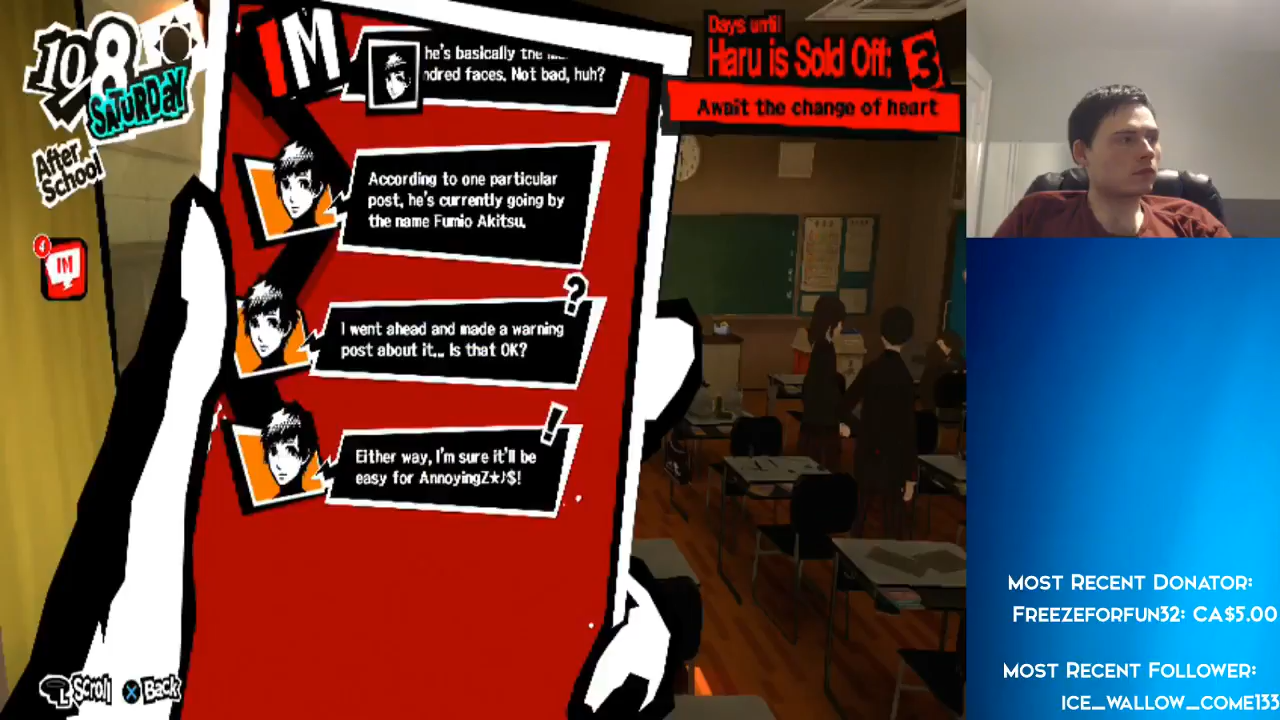 10/8
SATURDAY
After
School
4
IM
IM
he's basically the
ndred faces. Not bad, huh?
According to one particular
post, he's currently going by
the name Fumio Akitsu.
?
I went ahead and made a warning
post about it... Is that OK?
!
Either way, I'm sure it'll be
easy for AnnoyingZ★♪$!
L Scroll X Back
Days until
Haru is Sold Off: 3
Await the change of heart
Most Recent Donator:
Freezeforfun32: CA$5.00
Most Recent Follower:
ice_wallow_come133